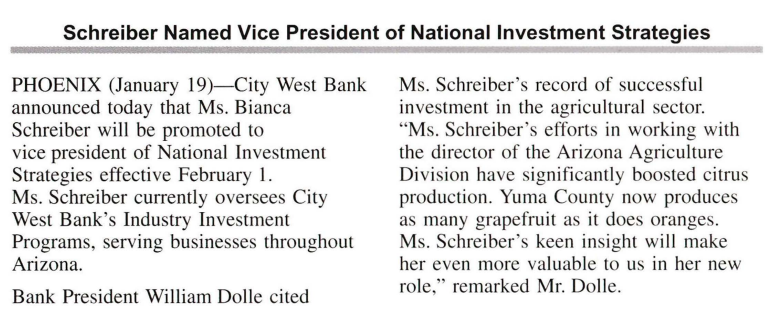 Schreiber Named Vice President of National Investment Strategies
PHOENIX (January 19)—City West Bank
announced today that Ms. Bianca
Schreiber will be promoted to
vice president of National Investment
Strategies effective February 1.
Ms. Schreiber currently oversees City
West Bank’s Industry Investment
Programs, serving businesses throughout
Arizona.
Bank President William Dolle cited
Ms. Schreiber’s record of successful
investment in the agricultural sector.
“Ms. Schreiber’s efforts in working with
the director of the Arizona Agriculture
Division have significantly boosted citrus
production. Yuma County now produces
as many grapefruit as it does oranges.
Ms. Schreiber’s keen insight will make
her even more valuable to us in her new
role,” remarked Mr. Dolle.